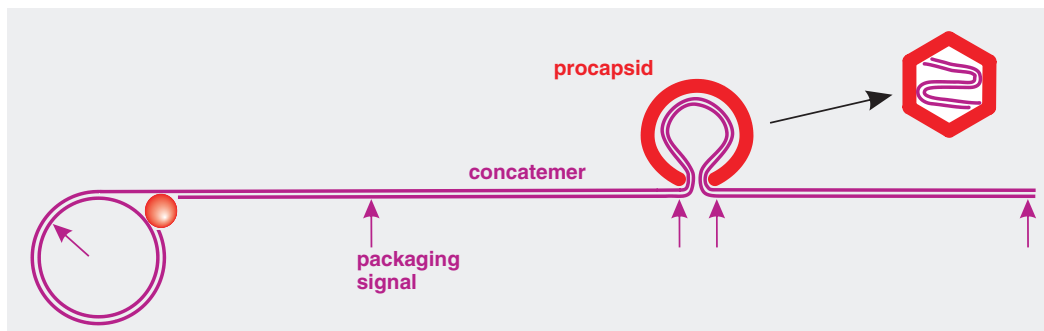 procapsid
concatemer
packaging
signal